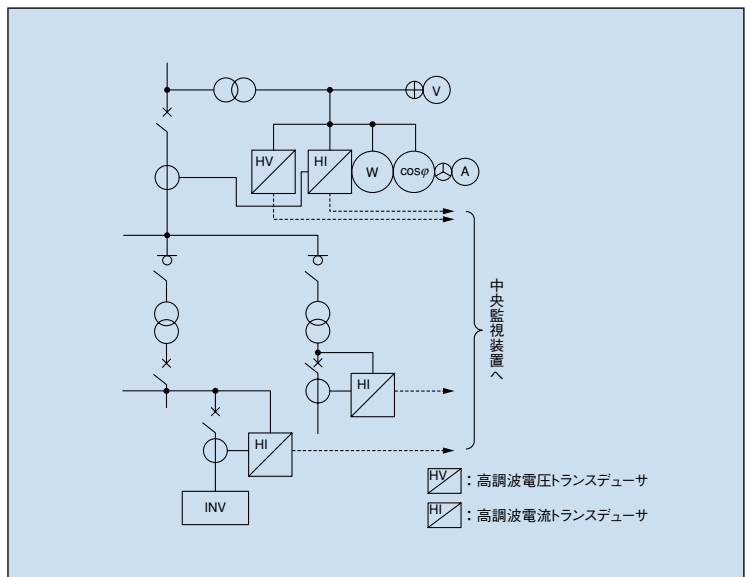 V
HV
HI
W
cosφ
A
中央監視装置へ
HI
HI
INV
HV：高調波電圧トランスデューサ
HI：高調波電流トランスデューサ